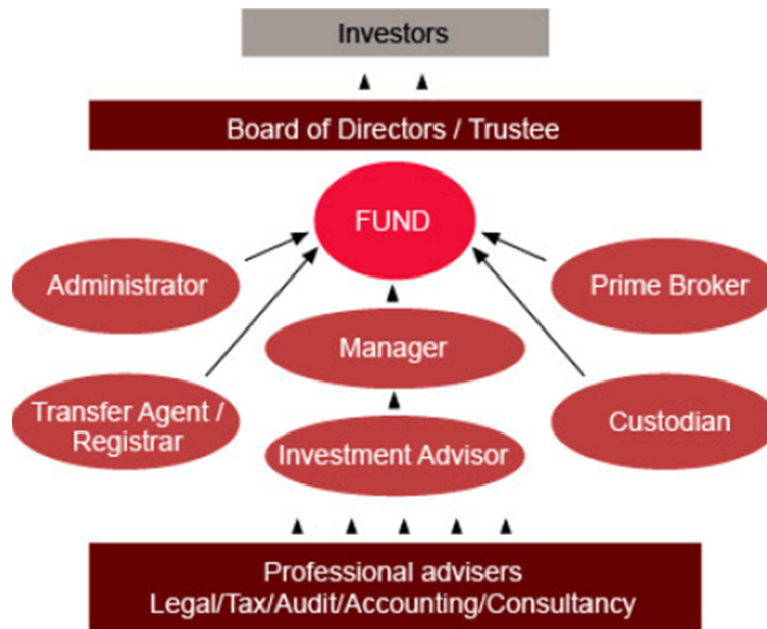 Investors
Board of Directors / Trustee
FUND
Administrator
Prime Broker
Manager
Transfer Agent /
Registrar
Investment Advisor
Custodian
Professional advisers
Legal/Tax/Audit/Accounting/Consultancy